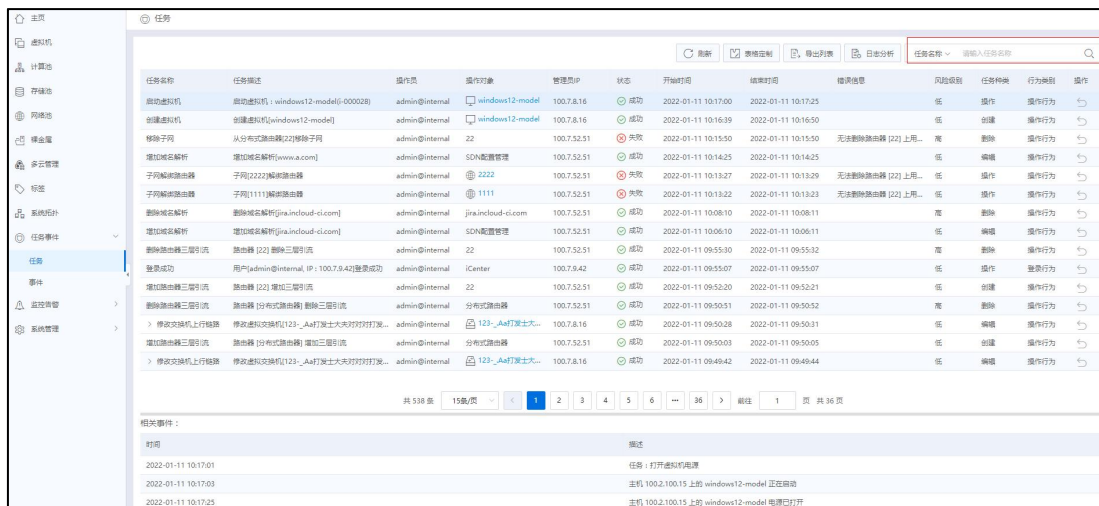 主页
任务
虚拟机
计算池
存储池
网络池
裸金属
多云管理
标签
系统拓扑
任务事件
任务
事件
监控告警
系统管理
刷新 表格定制 导出列表 日志分析 任务名称 请输入任务名称
任务名称 任务描述 操作员 操作对象 管理员IP 状态 开始时间 结束时间 错误信息 风险级别 任务种类 行为类别 操作
启动虚拟机 启动虚拟机：windows12-model(i-000028) admin@internal windows12-model 100.7.8.16 成功 2022-01-11 10:17:00 2022-01-11 10:17:25 低 操作 操作行为
创建虚拟机 创建虚拟机[windows12-model] admin@internal windows12-model 100.7.8.16 成功 2022-01-11 10:16:39 2022-01-11 10:16:50 低 创建 操作行为
移除子网 从分布式路由器[22]移除子网 admin@internal 22 100.7.52.51 失败 2022-01-11 10:15:50 2022-01-11 10:15:50 无法删除路由器 [22] 上用... 高 删除 操作行为
增加域名解析 增加域名解析[www.a.com] admin@internal SDN配置管理 100.7.52.51 成功 2022-01-11 10:14:25 2022-01-11 10:14:25 低 编辑 操作行为
子网解绑路由器 子网[2222]解绑路由器 admin@internal 2222 100.7.52.51 失败 2022-01-11 10:13:29 2022-01-11 10:13:29 无法删除路由器 [22] 上用... 低 操作 操作行为
子网解绑路由器 子网[1111]解绑路由器 admin@internal 1111 100.7.52.51 失败 2022-01-11 10:13:22 2022-01-11 10:13:23 无法删除路由器 [22] 上用... 低 操作 操作行为
删除域名解析 删除域名解析[jira.incloud-ci.com] admin@internal jira.incloud-ci.com 100.7.52.51 成功 2022-01-11 10:08:10 2022-01-11 10:08:11 高 删除 操作行为
增加域名解析 增加域名解析[jira.incloud-ci.com] admin@internal SDN配置管理 100.7.52.51 成功 2022-01-11 10:06:10 2022-01-11 10:06:11 低 编辑 操作行为
删除路由器三层引流 路由器 [22] 删除三层引流 admin@internal 22 100.7.52.51 成功 2022-01-11 09:55:30 2022-01-11 09:55:32 高 删除 操作行为
登录成功 用户[admin@internal, IP : 100.7.9.42]登录成功 admin@internal iCenter 100.7.9.42 成功 2022-01-11 09:55:07 2022-01-11 09:55:07 低 操作 登录行为
增加路由器三层引流 路由器 [22] 增加三层引流 admin@internal 22 100.7.52.51 成功 2022-01-11 09:52:20 2022-01-11 09:52:21 低 创建 操作行为
删除路由器三层引流 路由器 [分布式路由器] 删除三层引流 admin@internal 分布式路由器 100.7.52.51 成功 2022-01-11 09:50:51 2022-01-11 09:50:52 高 删除 操作行为
修改交换机上行链路 修改虚拟交换机[123-_.Aa打发士大夫对对对打发... admin@internal 123-_.Aa打发士大... 100.7.8.16 成功 2022-01-11 09:50:28 2022-01-11 09:50:31 低 编辑 操作行为
增加路由器三层引流 路由器 [分布式路由器] 增加三层引流 admin@internal 分布式路由器 100.7.52.51 成功 2022-01-11 09:50:03 2022-01-11 09:50:05 低 创建 操作行为
修改交换机上行链路 修改虚拟交换机[123-_.Aa打发士大夫对对对打发... admin@internal 123-_.Aa打发士大... 100.7.8.16 成功 2022-01-11 09:49:42 2022-01-11 09:49:44 低 编辑 操作行为
共 538 条 15条/页 < 1 2 3 4 5 6 ... 36 > 前往 1 页 共 36 页
相关事件：
时间 描述
2022-01-11 10:17:01 任务：打开虚拟机电源
2022-01-11 10:17:03 主机 100.2.100.15 上的 windows12-model 正在启动
2022-01-11 10:17:25 主机 100.2.100.15 上的 windows12-model 电源已打开